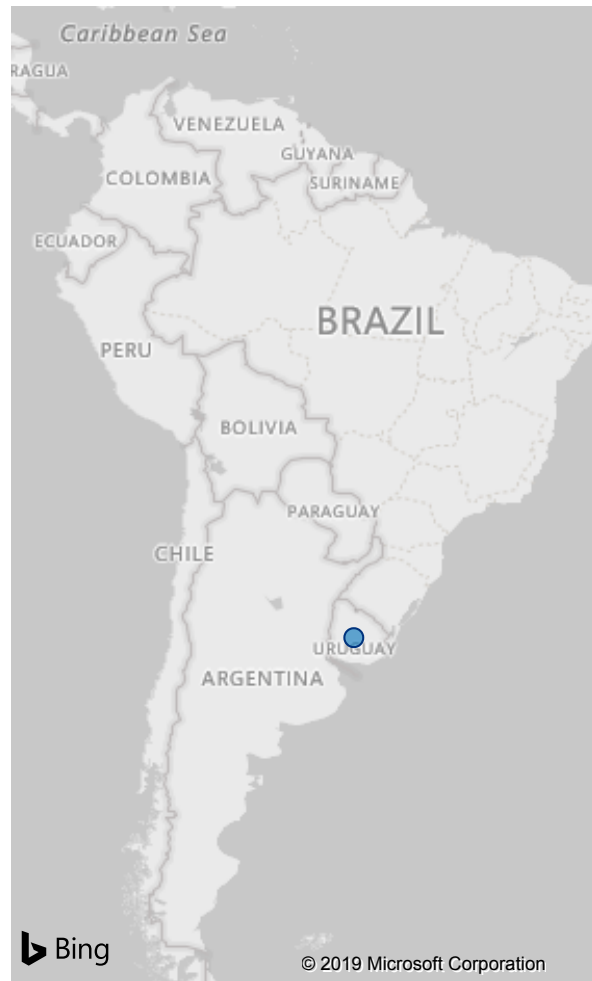 Caribbean Sea
RAGUA
VENEZUELA
GUYANA
COLOMBIA
SURINAME
ECUADOR
BRAZIL
PERU
BOLIVIA
PARAGUAY
CHILE
URUGUAY
ARGENTINA
Bing
© 2019 Microsoft Corporation